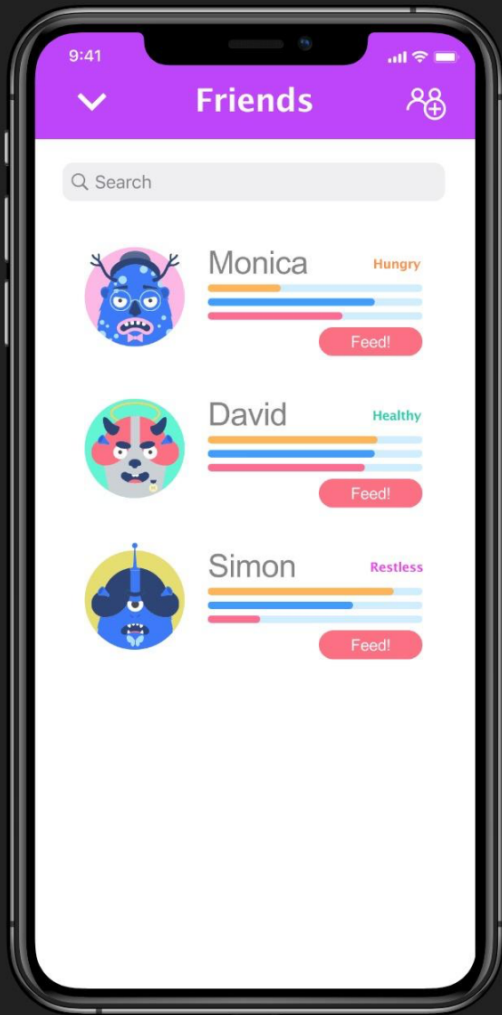 9:41
Friends
Search
Monica
Hungry
Feed!
David
Healthy
Feed!
Simon
Restless
Feed!